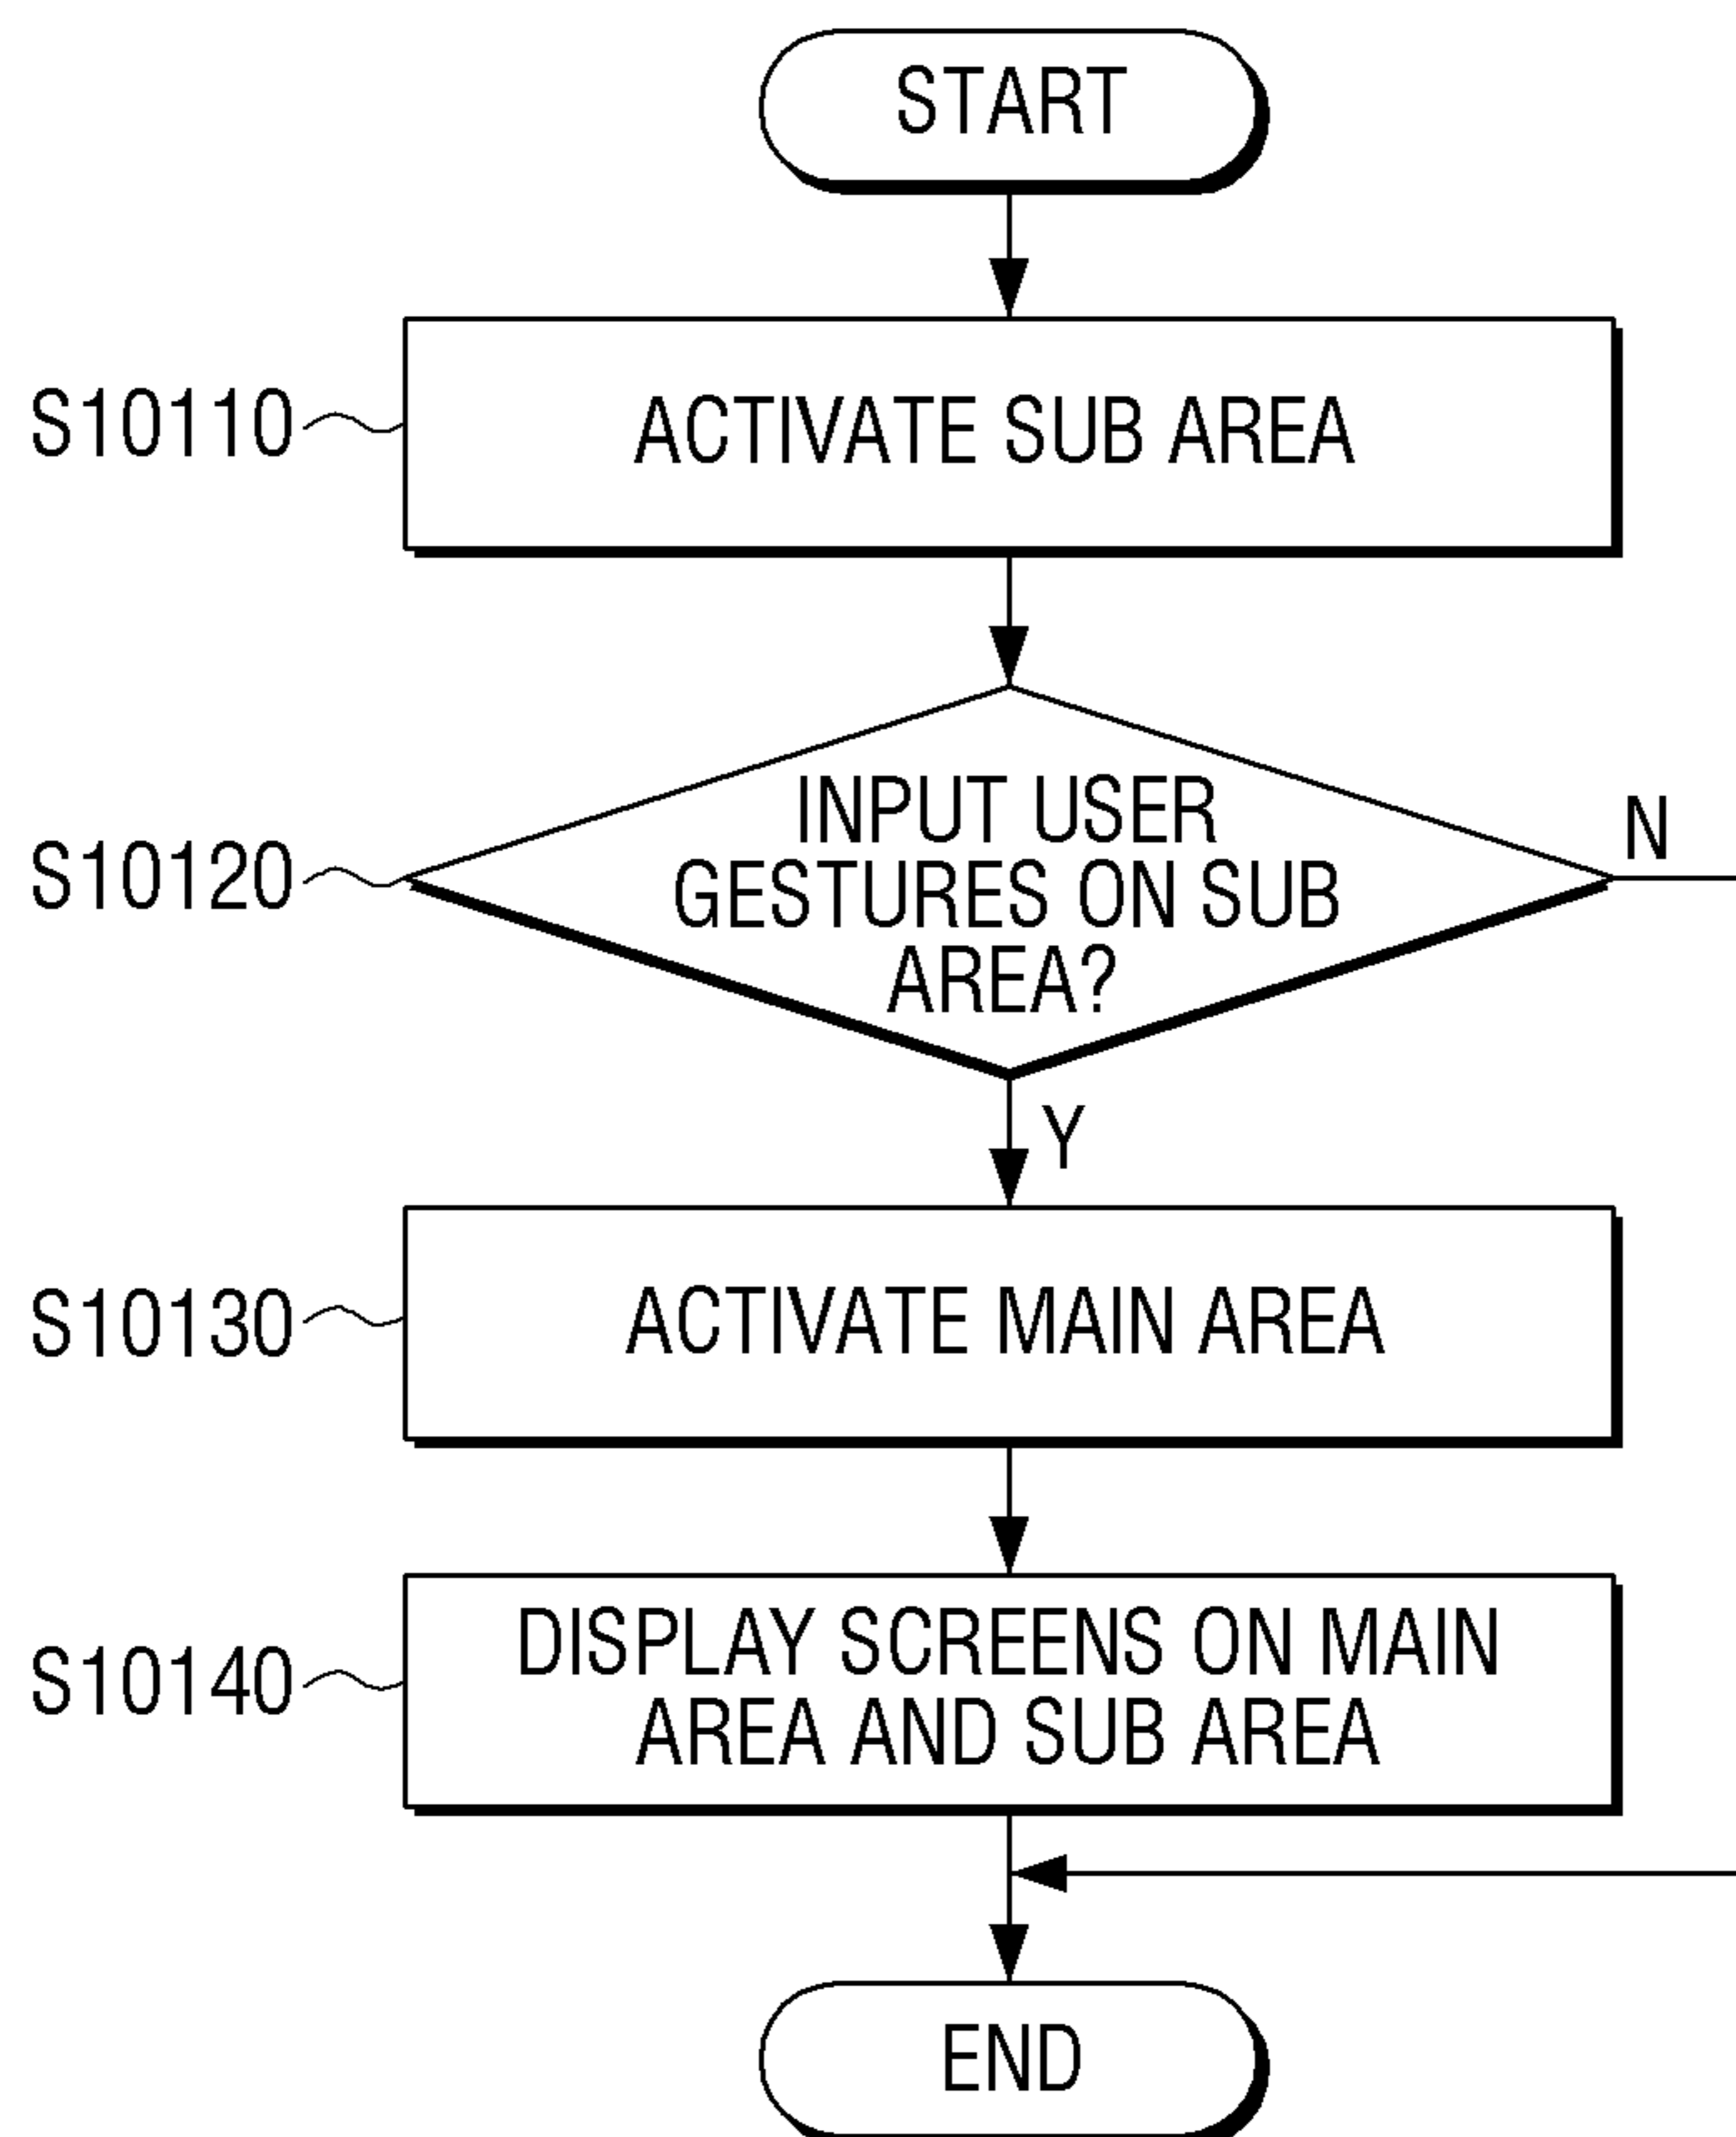 START
S10110
ACTIVATE SUB AREA
S10120
INPUT USER
GESTURES ON SUB
AREA?
N
Y
S10130
ACTIVATE MAIN AREA
S10140
DISPLAY SCREENS ON MAIN
AREA AND SUB AREA
END